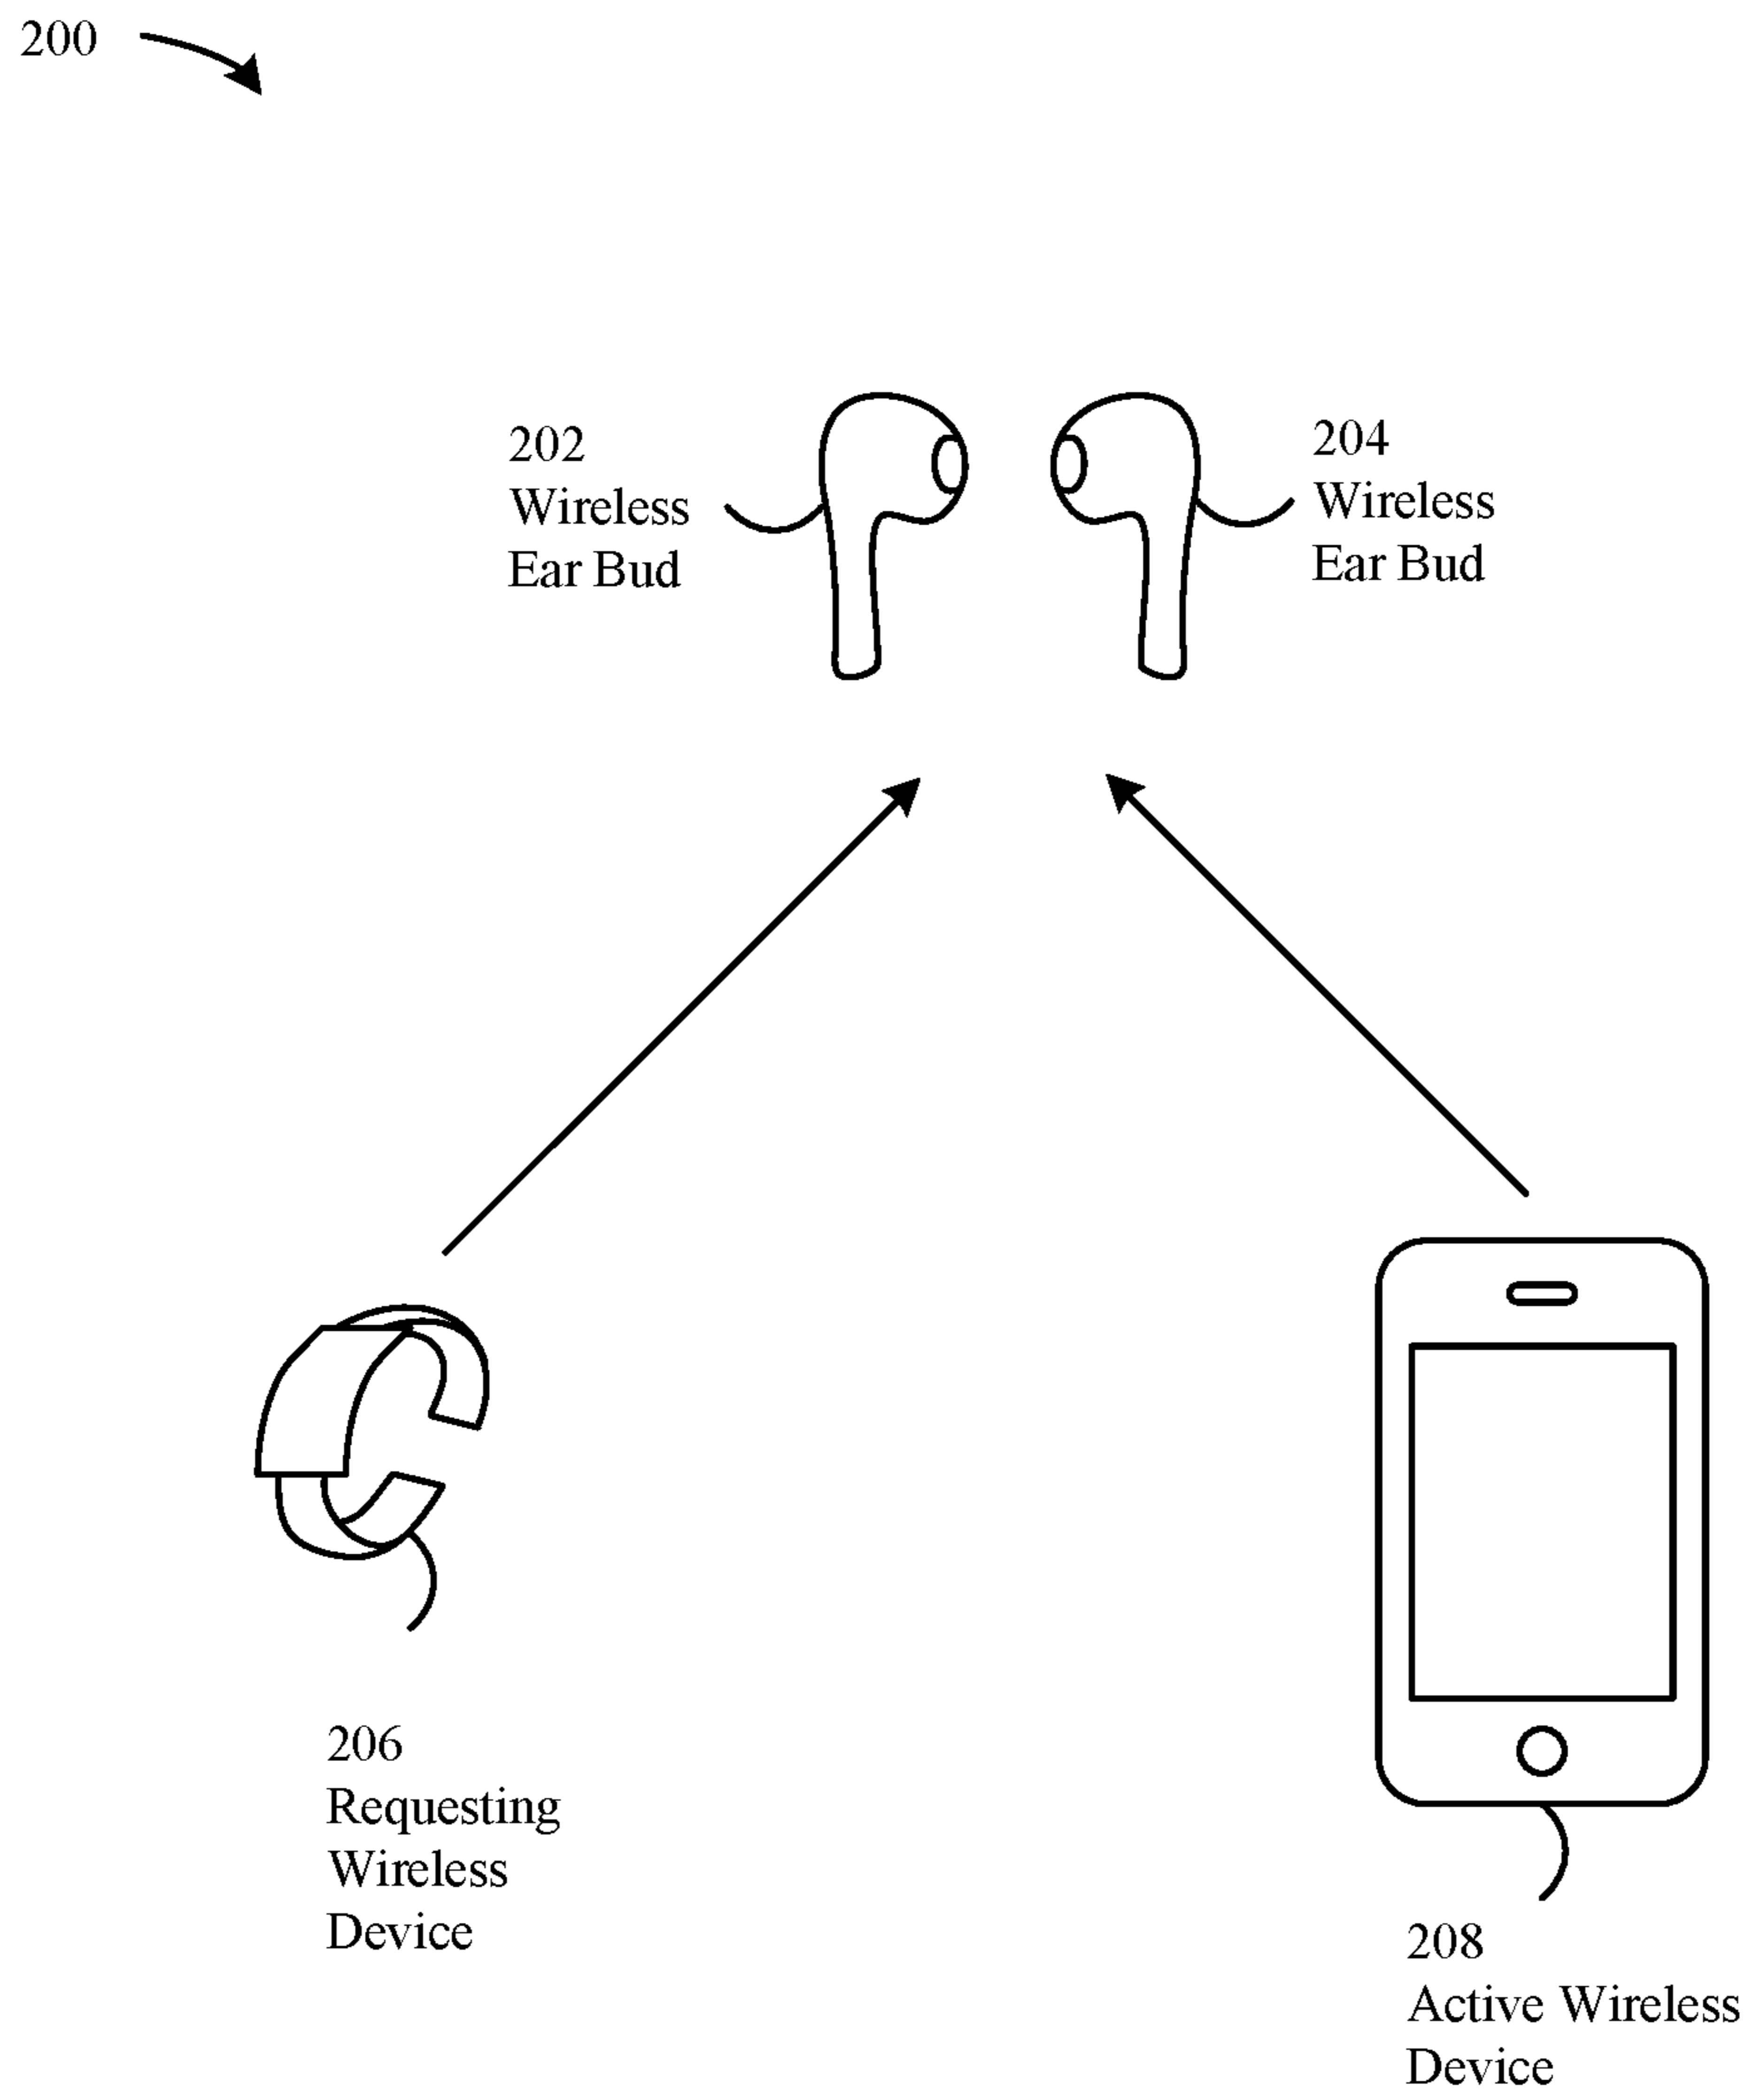 200
202
Wireless
Ear Bud
204
Wireless
Ear Bud
206
Requesting
Wireless
Device
208
Active Wireless
Device